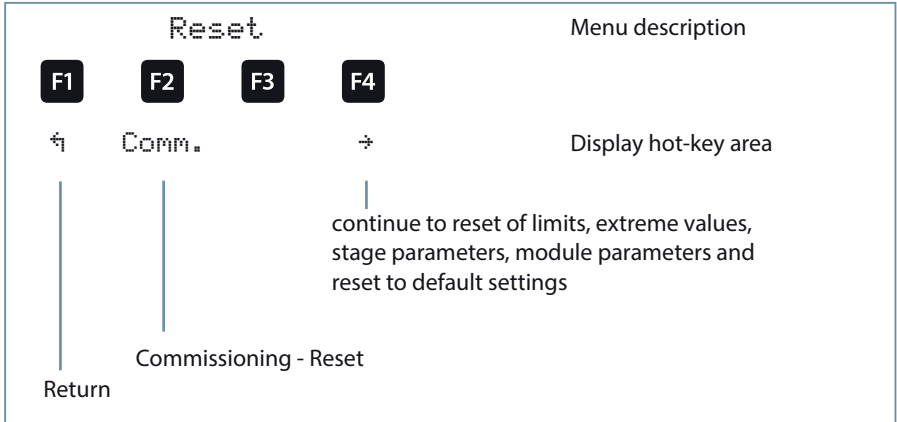 Reset Menu description
F1 F2 F3 F4
↰ Comm. → Display hot-key area
continue to reset of limits, extreme values,
stage parameters, module parameters and
reset to default settings
Commissioning - Reset
Return